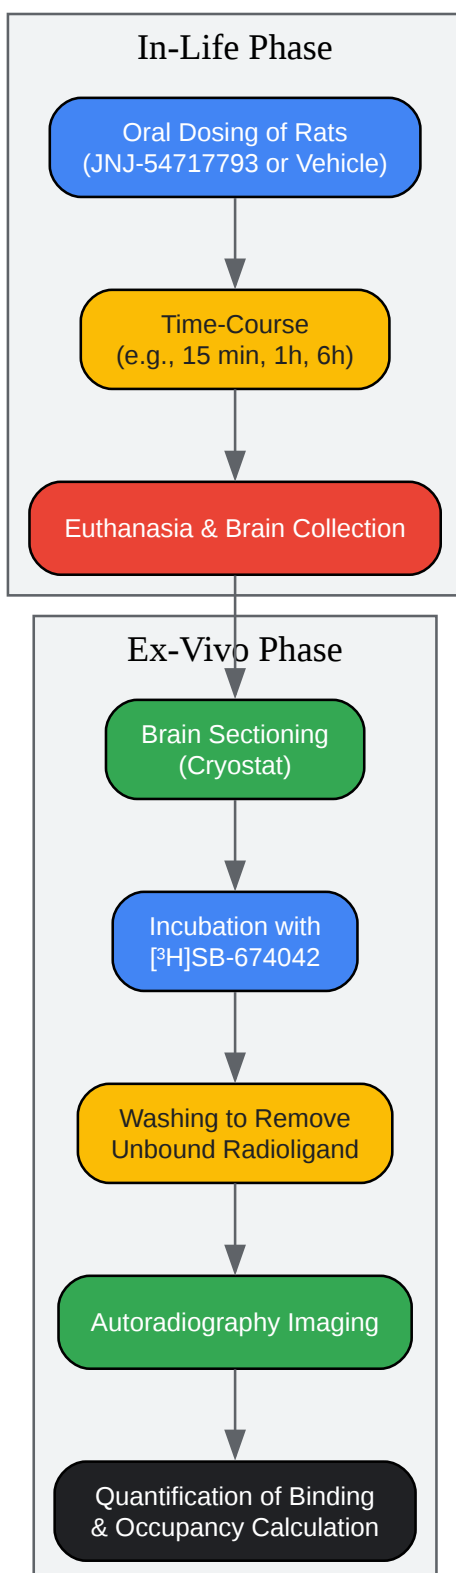 In-Life Phase
Oral Dosing of Rats
(JNJ-54717793 or Vehicle)
Time-Course
(e.g., 15 min, 1h, 6h)
Euthanasia & Brain Collection
Ex-Vivo Phase
Brain Sectioning
(Cryostat)
Incubation with
[³H]SB-674042
Washing to Remove
Unbound Radioligand
Autoradiography Imaging
Quantification of Binding
& Occupancy Calculation